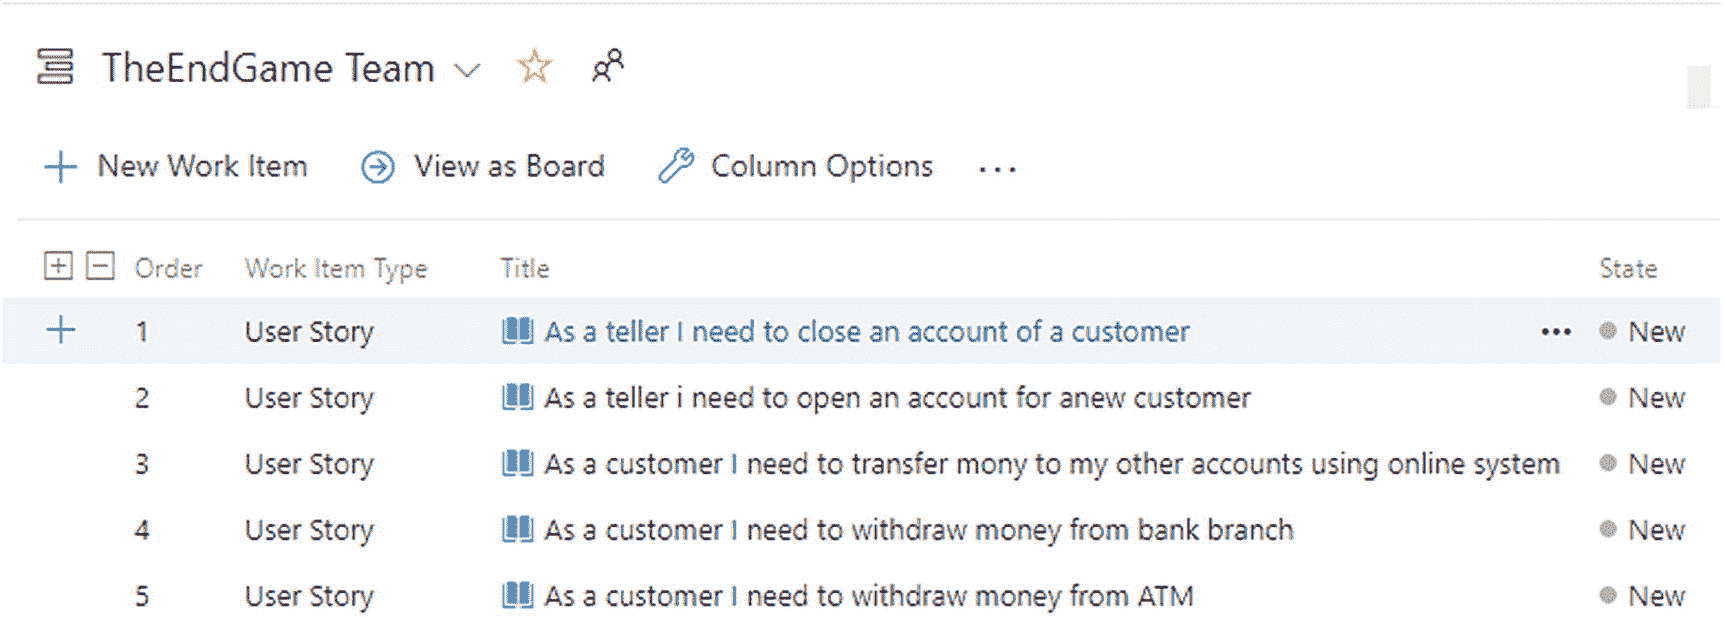 TheEndGame Team
New Work Item View as Board Column Options ...
Order Work Item Type Title State
1 User Story As a teller I need to close an account of a customer ... New
2 User Story As a teller i need to open an account for anew customer New
3 User Story As a customer I need to transfer mony to my other accounts using online system New
4 User Story As a customer I need to withdraw money from bank branch New
5 User Story As a customer I need to withdraw money from ATM New